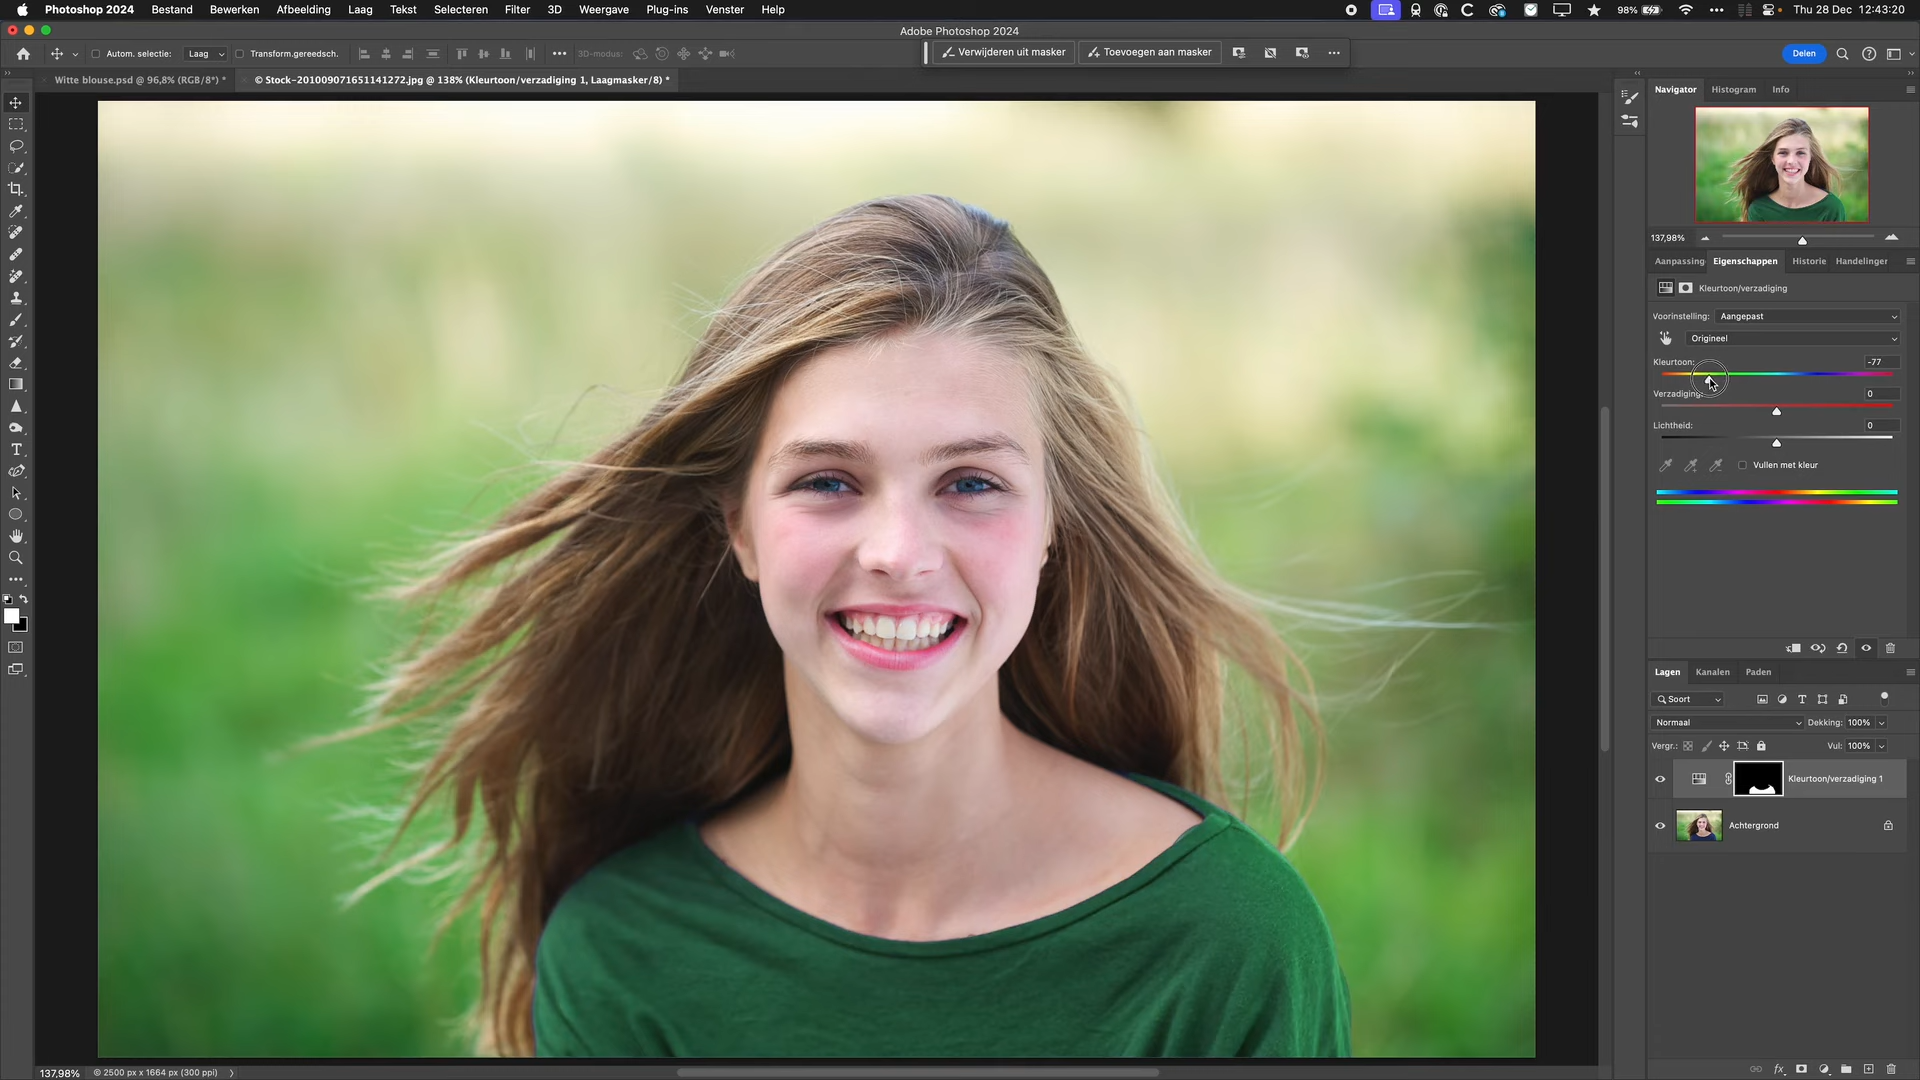 Photoshop 2024 Bestand Bewerken Afbeelding Laag Tekst Selecteren Filter 3D Weergave Plug-ins Venster Help 98% Thu 28 Dec 12:43:20
Adobe Photoshop 2024
Autom. selectie: Laag Transform.gereedsch. 3D-modus: Verwijderen uit masker Toevoegen aan masker Delen
Witte blouse.psd @ 96,8% (RGB/8*) * © Stock-201009071651141272.jpg @ 138% (Kleurtoon/verzadiging 1, Laagmasker/8) *
Navigator Histogram Info
137,98%
Aanpassing Eigenschappen Historie Handelinger
Kleurtoon/verzadiging
Voorinstelling: Aangepast
Origineel
Kleurtoon: -77
Verzadiging: 0
Lichtheid: 0
Vullen met kleur
Lagen Kanalen Paden
Soort
Normaal Dekking: 100%
Vergr.: Vul: 100%
Kleurtoon/verzadiging 1
Achtergrond
137,98% © 2500 px x 1664 px (300 ppi)
fx